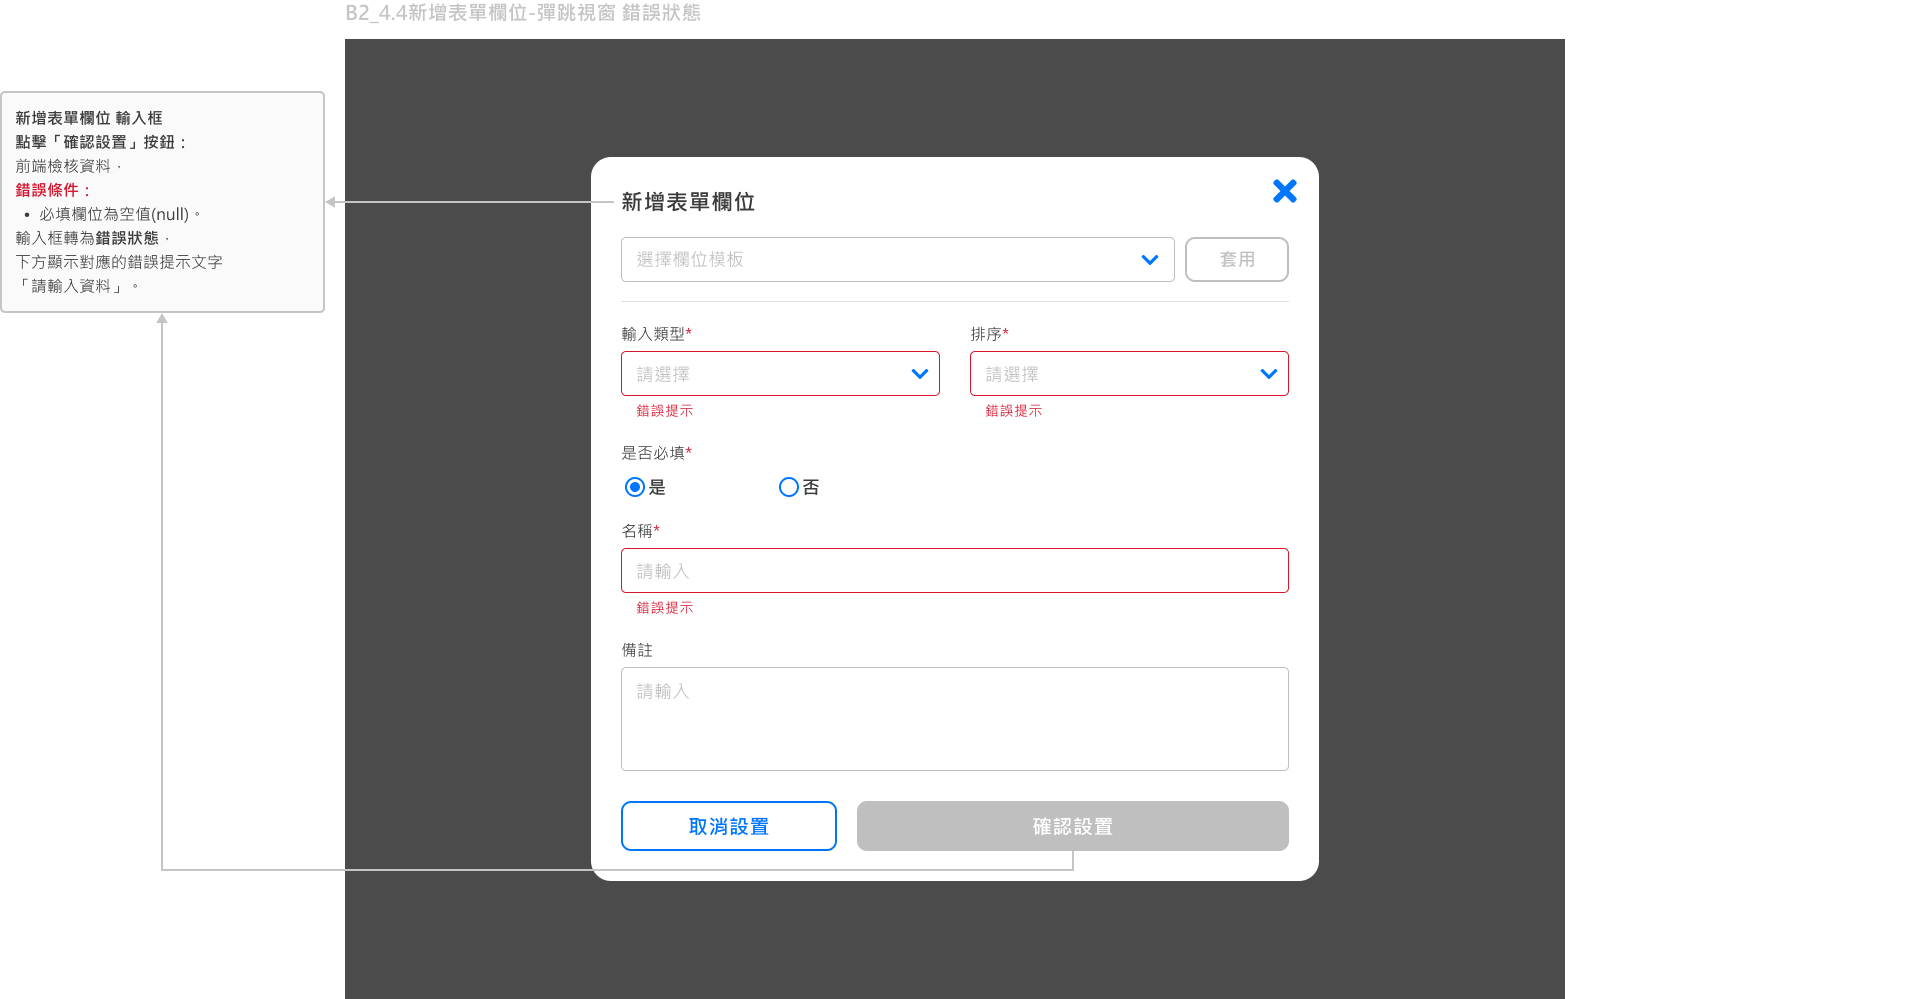 B2_4.4新增表單欄位-彈跳視窗 錯誤狀態
新增表單欄位 輸入框
點擊「確認設置」按鈕：
前端檢核資料，
錯誤條件：
• 必填欄位為空值(null)。
輸入框轉為錯誤狀態，
下方顯示對應的錯誤提示文字
「請輸入資料」。
新增表單欄位
選擇欄位模板
套用
輸入類型* 排序*
請選擇 請選擇
錯誤提示 錯誤提示
是否必填*
是 否
名稱*
請輸入
錯誤提示
備註
請輸入
取消設置 確認設置